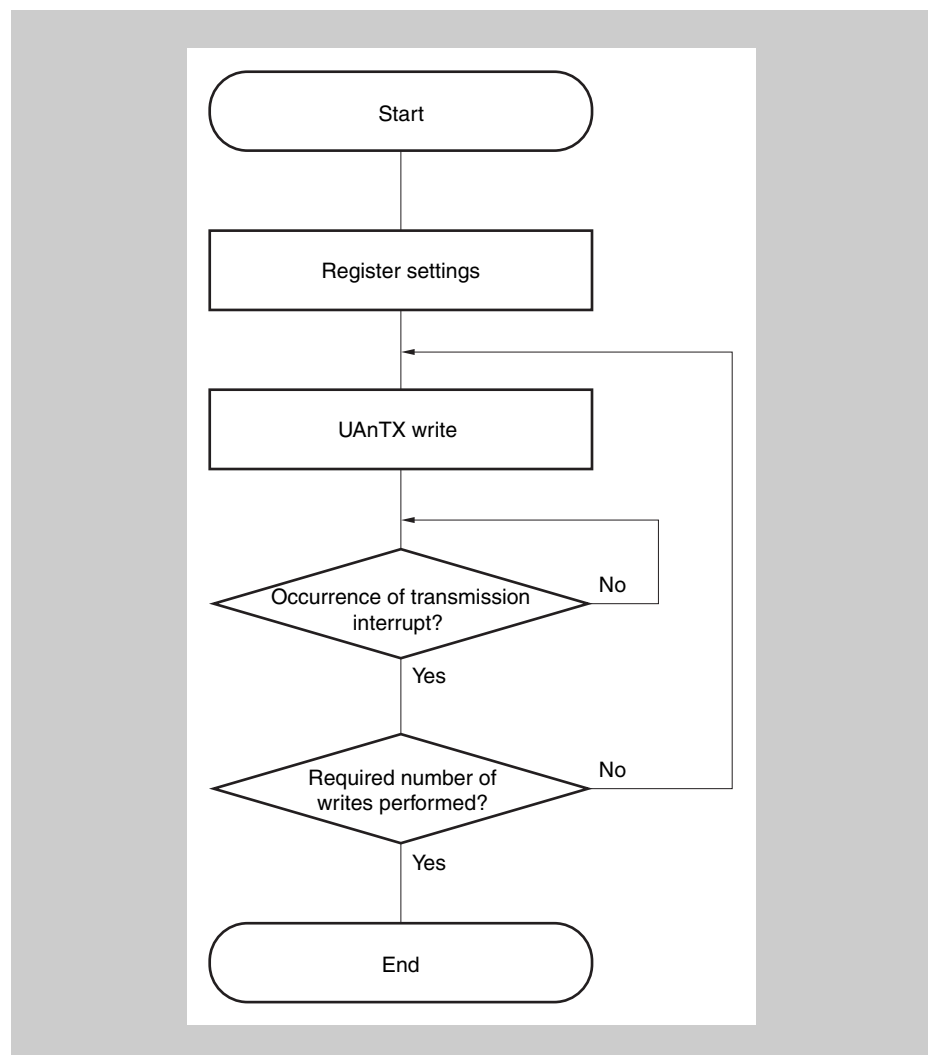 Start
Register settings
UAnTX write
Occurrence of transmission
interrupt?
No
Yes
Required number of
writes performed?
No
Yes
End